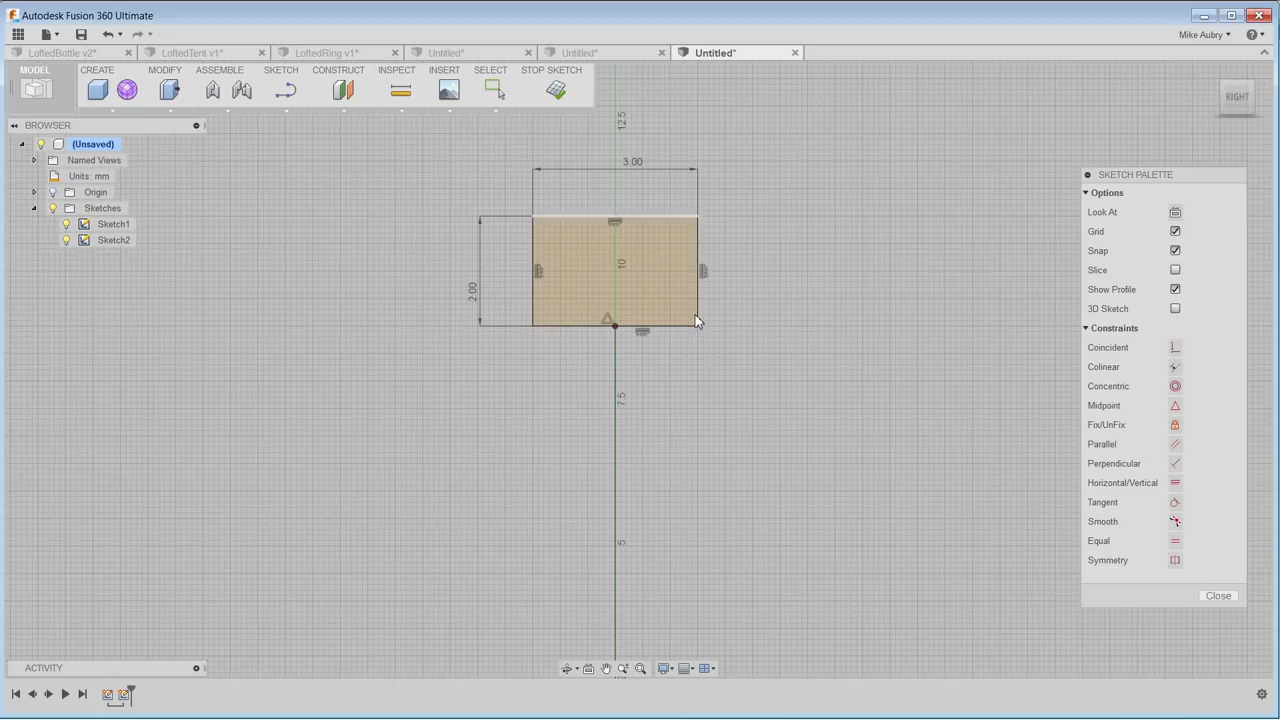 Autodesk Fusion 360 Ultimate
Mike Aubry
LoftedBottle v2* LoftedTent v1* LoftedRing v1* Untitled* Untitled* Untitled*
MODEL CREATE MODIFY ASSEMBLE SKETCH CONSTRUCT INSPECT INSERT SELECT STOP SKETCH
RIGHT
BROWSER
(Unsaved)
Named Views
Units: mm
Origin
Sketches
Sketch1
Sketch2
12.5
3.00
10
2.00
7.5
5
SKETCH PALETTE
Options
Look At
Grid
Snap
Slice
Show Profile
3D Sketch
Constraints
Coincident
Colinear
Concentric
Midpoint
Fix/UnFix
Parallel
Perpendicular
Horizontal/Vertical
Tangent
Smooth
Equal
Symmetry
Close
ACTIVITY